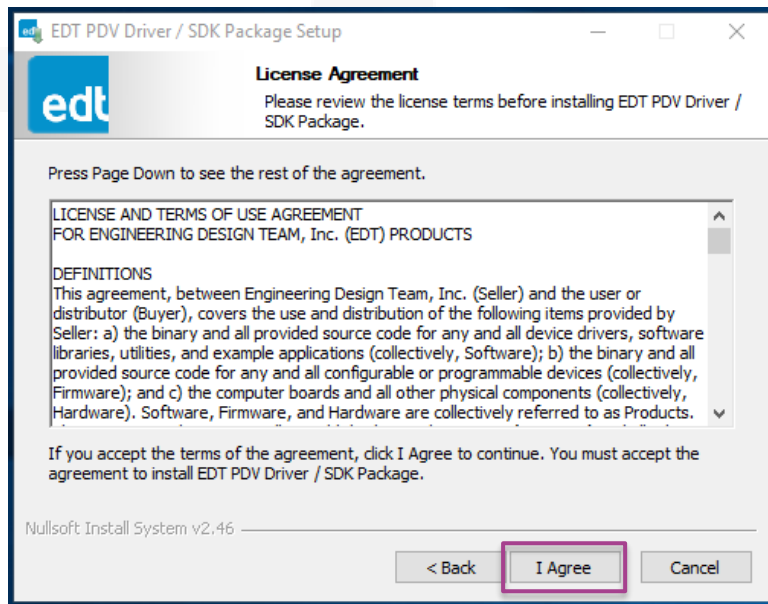 EDT PDV Driver / SDK Package Setup
edt
License Agreement
Please review the license terms before installing EDT PDV Driver /
SDK Package.
Press Page Down to see the rest of the agreement.
LICENSE AND TERMS OF USE AGREEMENT
FOR ENGINEERING DESIGN TEAM, Inc. (EDT) PRODUCTS
DEFINITIONS
This agreement, between Engineering Design Team, Inc. (Seller) and the user or
distributor (Buyer), covers the use and distribution of the following items provided by
Seller: a) the binary and all provided source code for any and all device drivers, software
libraries, utilities, and example applications (collectively, Software); b) the binary and all
provided source code for any and all configurable or programmable devices (collectively,
Firmware); and c) the computer boards and all other physical components (collectively,
Hardware). Software, Firmware, and Hardware are collectively referred to as Products.
If you accept the terms of the agreement, click I Agree to continue. You must accept the
agreement to install EDT PDV Driver / SDK Package.
Nullsoft Install System v2.46
< Back
I Agree
Cancel